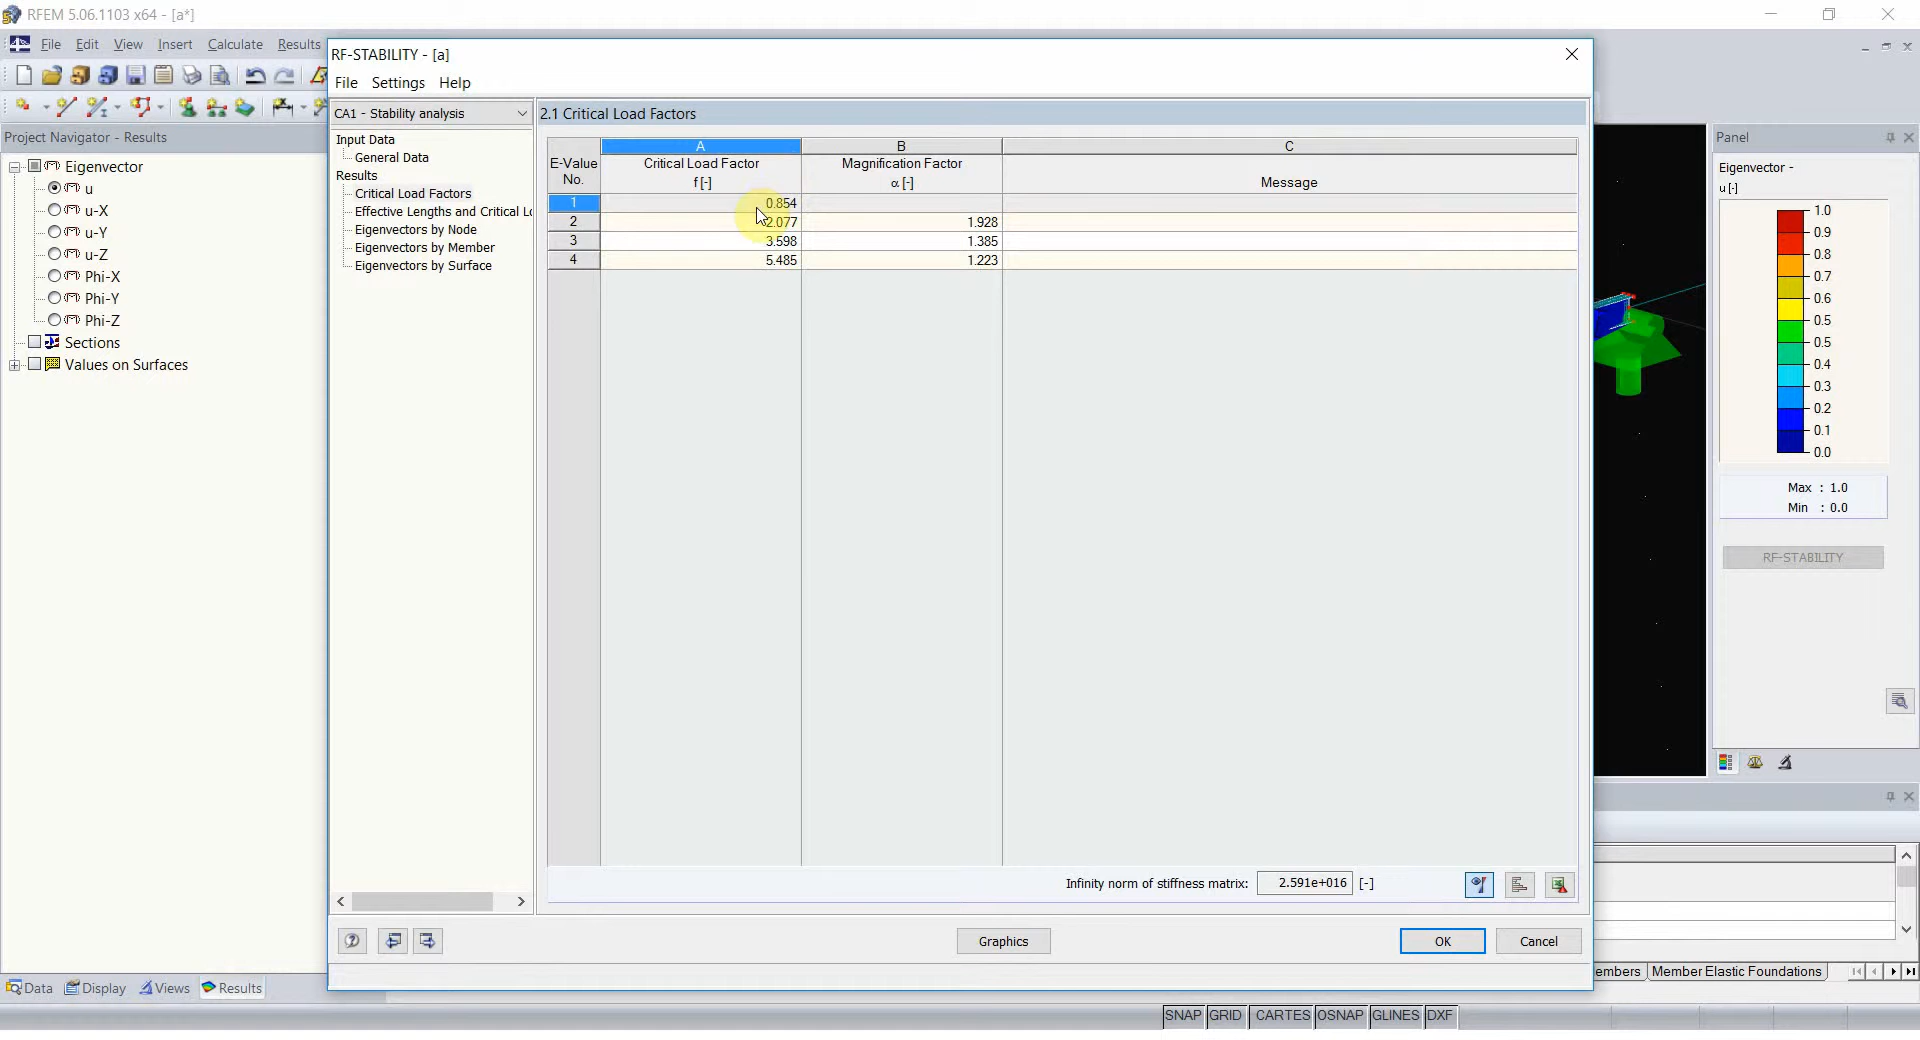 RFEM 5.06.1103 x64 - [a*]
File Edit View Insert Calculate Results
Project Navigator - Results
Eigenvector
u
u-X
u-Y
u-Z
Phi-X
Phi-Y
Phi-Z
Sections
Values on Surfaces
Data Display Views Results
RF-STABILITY - [a]
File Settings Help
CA1 - Stability analysis
Input Data
General Data
Results
Critical Load Factors
Effective Lengths and Critical Lo
Eigenvectors by Node
Eigenvectors by Member
Eigenvectors by Surface
2.1 Critical Load Factors
A B C
E-Value Critical Load Factor Magnification Factor
No. f [-] α [-] Message
1 0.854
2 2.077 1.928
3 3.598 1.385
4 5.485 1.223
Infinity norm of stiffness matrix: 2.591e+016 [-]
Graphics OK Cancel
Panel
Eigenvector -
u [-]
1.0
0.9
0.8
0.7
0.6
0.5
0.5
0.4
0.3
0.2
0.1
0.0
Max : 1.0
Min : 0.0
RF-STABILITY
embers Member Elastic Foundations
SNAP GRID CARTES OSNAP GLINES DXF